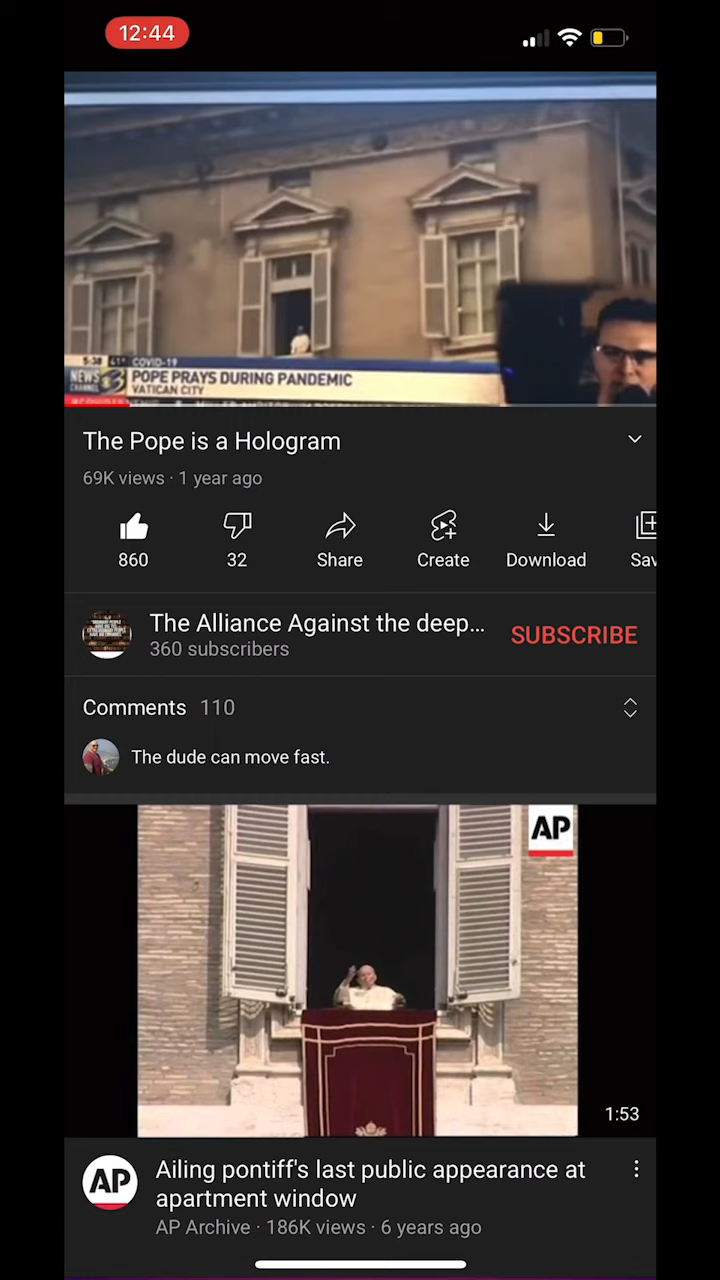 12:44
5:38 41° COVID-19
NEWS CHANNEL 3
POPE PRAYS DURING PANDEMIC
VATICAN CITY
The Pope is a Hologram
69K views · 1 year ago
860
32
Share
Create
Download
Sav
The Alliance Against the deep...
SUBSCRIBE
360 subscribers
Comments 110
The dude can move fast.
AP
1:53
AP
Ailing pontiff's last public appearance at
apartment window
AP Archive · 186K views · 6 years ago